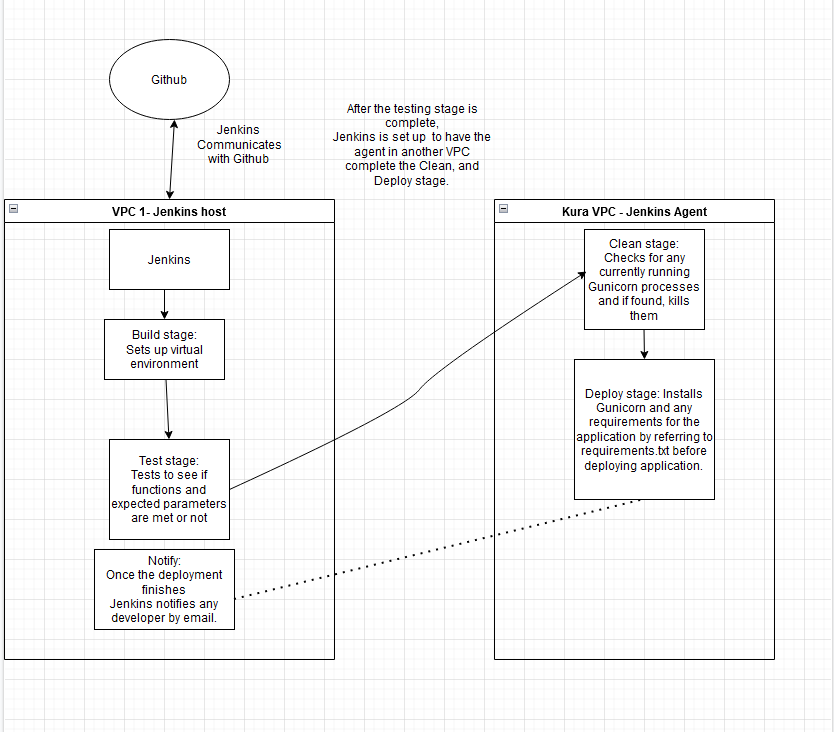 Github
Jenkins
Communicates
with Github
After the testing stage is
complete,
Jenkins is set up  to have the
agent in another VPC
complete the Clean, and
Deploy stage.
VPC 1- Jenkins host
Jenkins
Build stage:
Sets up virtual
environment
Test stage:
Tests to see if
functions and
expected parameters
are met or not
Notify:
Once the deployment
finishes
Jenkins notifies any
developer by email.
Kura VPC - Jenkins Agent
Clean stage:
Checks for any
currently running
Gunicorn processes
and if found, kills
them
Deploy stage: Installs
Gunicorn and any
requirements for the
application by referring to
requirements.txt before
deploying application.